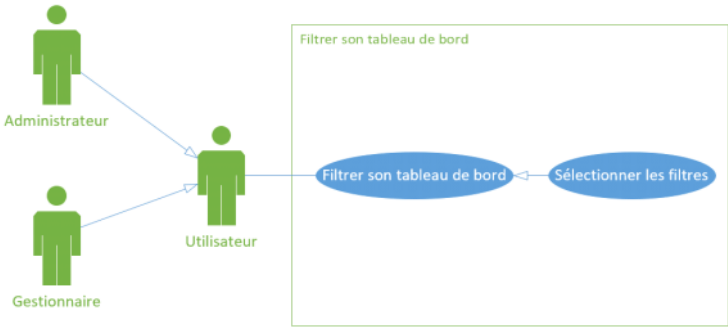 Filtrer son tableau de bord
Administrateur
Filtrer son tableau de bord
Sélectionner les filtres
Utilisateur
Gestionnaire